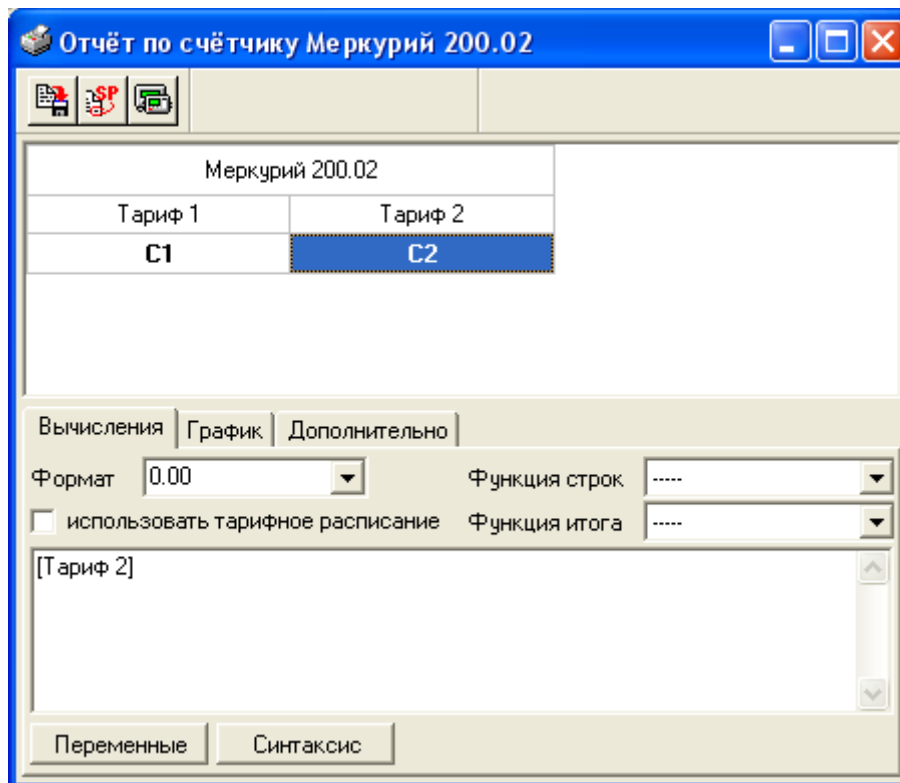 Отчёт по счётчику Меркурий 200.02
SP
Меркурий 200.02
Тариф 1 Тариф 2
C1 C2
Вычисления График Дополнительно
Формат 0.00 Функция строк -----
использовать тарифное расписание Функция итога -----
[Тариф 2]
Переменные Синтаксис